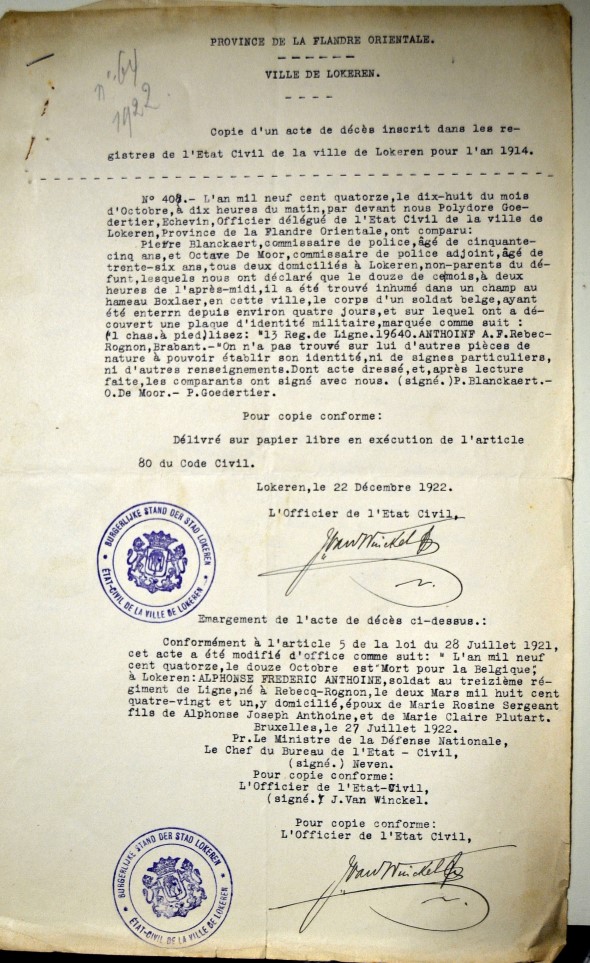 n° 64
1922
PROVINCE DE LA FLANDRE ORIENTALE.
VILLE DE LOKEREN.
Copie d'un acte de décès inscrit dans les re-
gistres de l'Etat Civil de la ville de Lokeren pour l'an 1914.
N° 408.- L'an mil neuf cent quatorze,le dix-huit du mois
d'Octobre,à dix heures du matin,par devant nous Polydore Goe-
dertier,Echevin,Officier délégué de l'Etat Civil de la ville de
Lokeren,Province de la Flandre Orientale,ont comparu:
Pierre Blanckaert,commissaire de police,âgé de cinquante-
cinq ans,et Octave De Moor,commissaire de police adjoint,âgé de
trente-six ans,tous deux domiciliés à Lokeren,non-parents du dé-
funt,lesquels nous ont déclaré que le douze de cemois,à deux
heures de l'après-midi,il a été trouvé inhumé dans un champ au
hameau Boxlaer,en cette ville,le corps d'un soldat belge,ayant
été enterrn depuis environ quatre jours,et sur lequel ont a dé-
couvert une plaque d'identité militaire,marquée comme suit :
(1 chas.à pied)lisez: "13 Reg.de Ligne.19640.ANTHOINF A.F.Rebec-
Rognon,Brabant.-"On n'a pas trouvé sur lui d'autres pièces de
nature à pouvoir établir son identité,ni de signes particuliers,
ni d'autres renseignements.Dont acte dressé,et,après lecture
faite,les comparants ont signé avec nous. (signé.)P.Blanckaert.-
O.De Moor.- P.Goedertier.
Pour copie conforme:
Délivré sur papier libre en exécution de l'article
80 du Code Civil.
Lokeren,le 22 Décembre 1922.
L'Officier de l'Etat Civil,
JVanWinckel
BURGERLIJKE STAND DER STAD LOKEREN
ÉTAT-CIVIL DE LA VILLE DE LOKEREN
Emargement de l'acte de décès ci-dessus.:
Conformément à l'article 5 de la loi du 28 Juillet 1921,
cet acte a été modifié d'office comme suit: " L'an mil neuf
cent quatorze,le douze Octobre est"Mort pour la Belgique",
à Lokeren:ALPHONSE FREDERIC ANTHOINE,soldat au treizième ré-
giment de Ligne,né à Rebecq-Rognon,le deux Mars mil huit cent
quatre-vingt et un,y domicilié,époux de Marie Rosine Sergeant
fils de Alphonse Joseph Anthoine,et de Marie Claire Plutart.
Bruxelles,le 27 Juillet 1922.
Pr.Le Ministre de la Défense Nationale,
Le Chef du Bureau de l'Etat - Civil,
(signé.) Neven.
Pour copie conforme:
L'Officier de l'Etat-Civil,
(signé.) J.Van Winckel.
Pour copie conforme:
L'Officier de l'Etat Civil,
JVanWinckel
BURGERLIJKE STAND DER STAD LOKEREN
ÉTAT-CIVIL DE LA VILLE DE LOKEREN